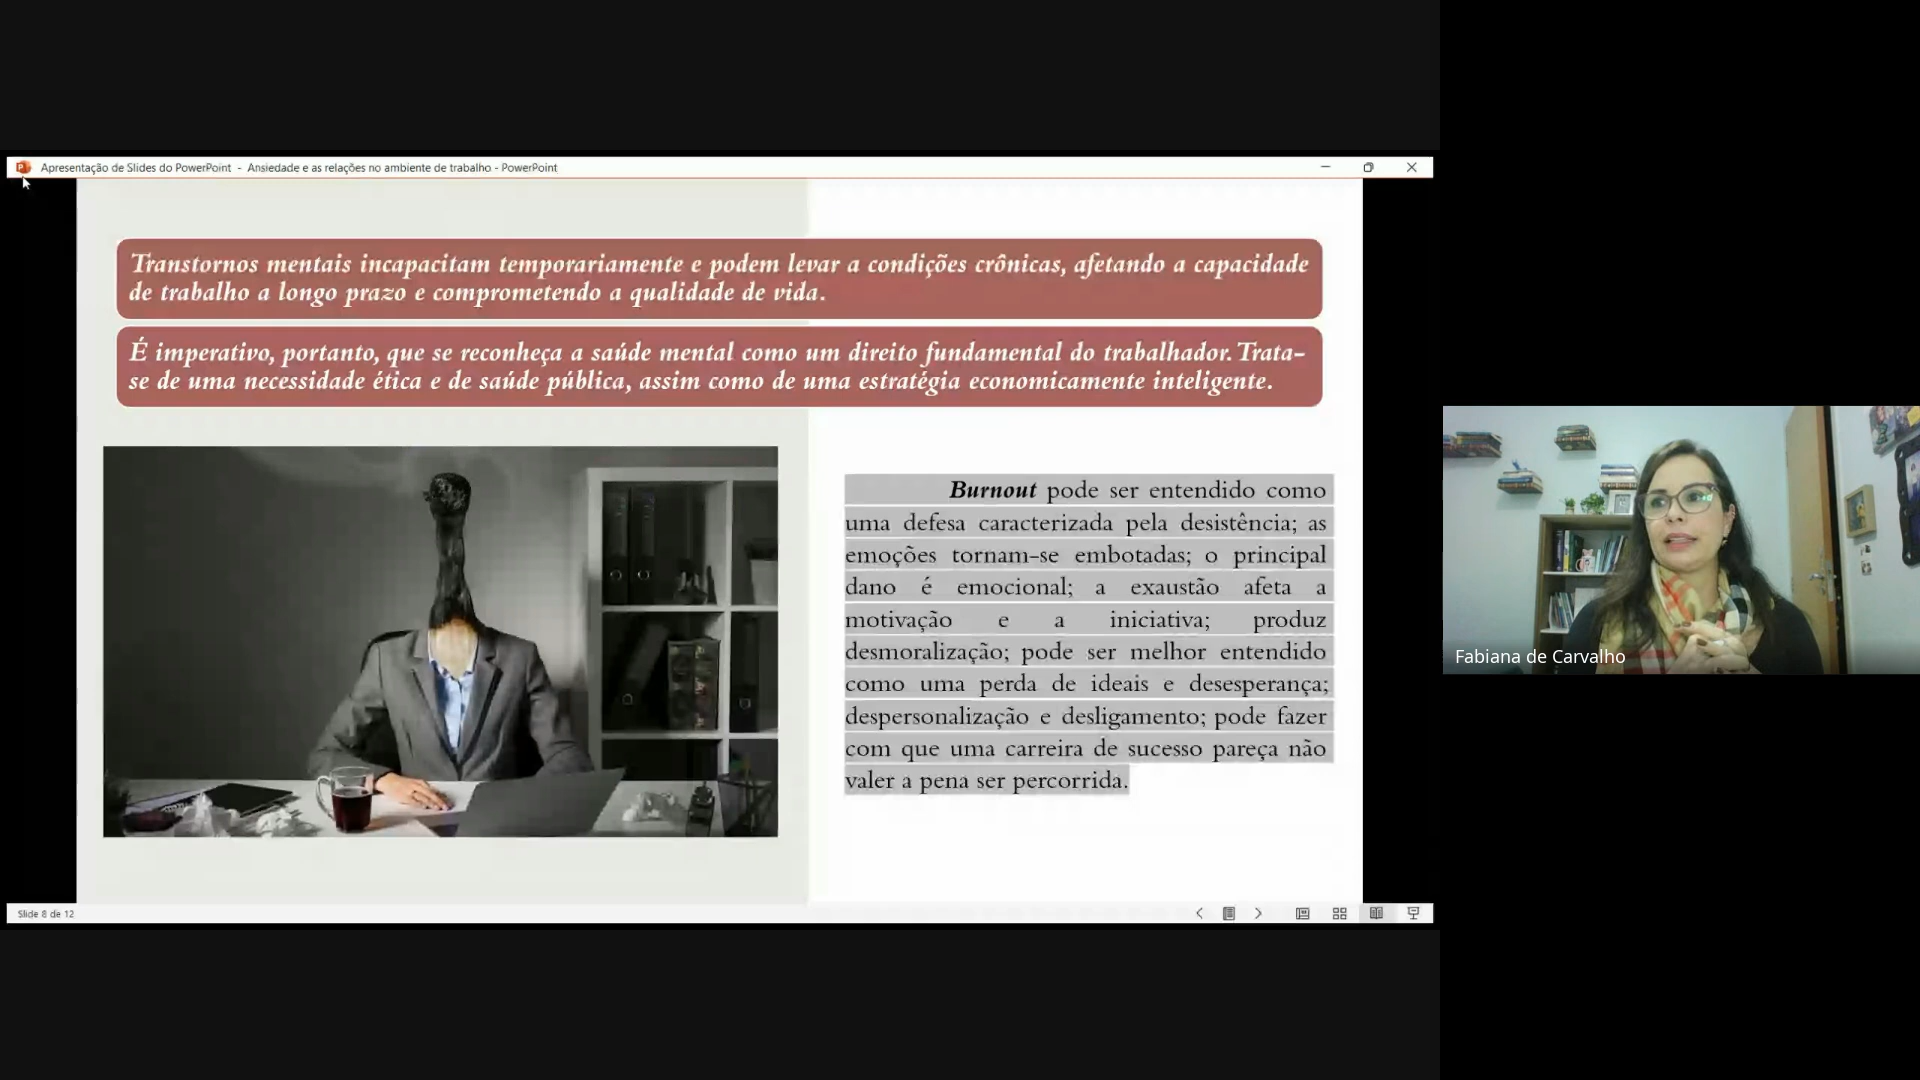 Apresentação de Slides do PowerPoint - Ansiedade e as relações no ambiente de trabalho - PowerPoint
Transtornos mentais incapacitam temporariamente e podem levar a condições crônicas, afetando a capacidade
de trabalho a longo prazo e comprometendo a qualidade de vida.
É imperativo, portanto, que se reconheça a saúde mental como um direito fundamental do trabalhador. Trata-
se de uma necessidade ética e de saúde pública, assim como de uma estratégia economicamente inteligente.
Burnout pode ser entendido como
uma defesa caracterizada pela desistência; as
emoções tornam-se embotadas; o principal
dano é emocional; a exaustão afeta a
motivação e a iniciativa; produz
desmoralização; pode ser melhor entendido
como uma perda de ideais e desesperança;
despersonalização e desligamento; pode fazer
com que uma carreira de sucesso pareça não
valer a pena ser percorrida.
Fabiana de Carvalho
Slide 8 de 12